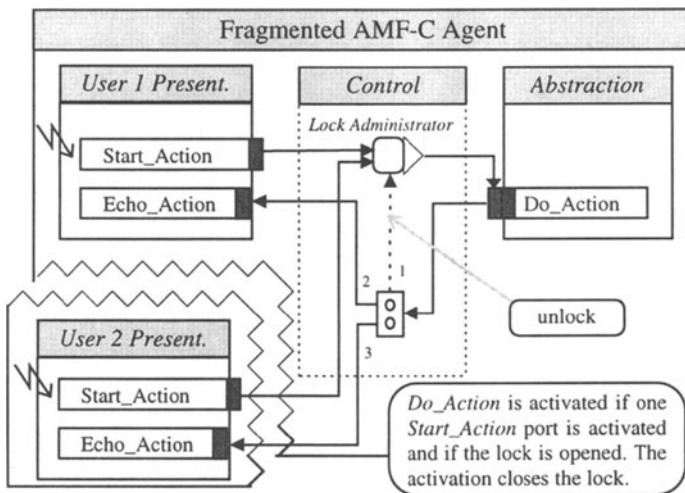 Fragmented AMF-C Agent
User 1 Present.
Control
Abstraction
Lock Administrator
Start_Action
Echo_Action
Do_Action
2
1
3
unlock
User 2 Present.
Start_Action
Echo_Action
Do_Action is activated if one
Start_Action port is activated
and if the lock is opened. The
activation closes the lock.